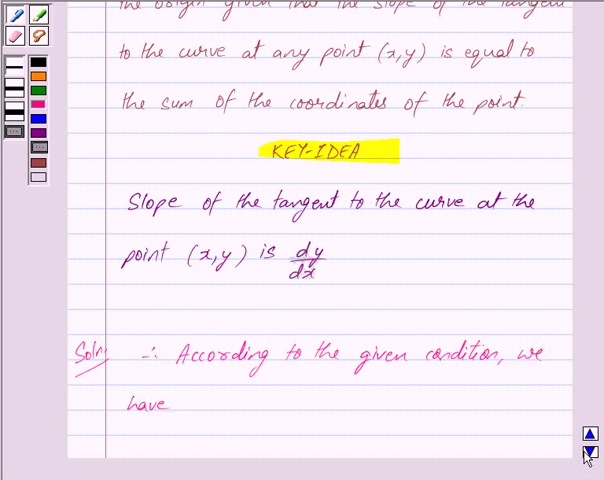 the origin given that the slope of the tangent
to the curve at any point (x,y) is equal to
the sum of the coordinates of the point.
KEY-IDEA
Slope of the tangent to the curve at the
point (x,y) is dy/dx
Soln: ∴ According to the given condition, we
have